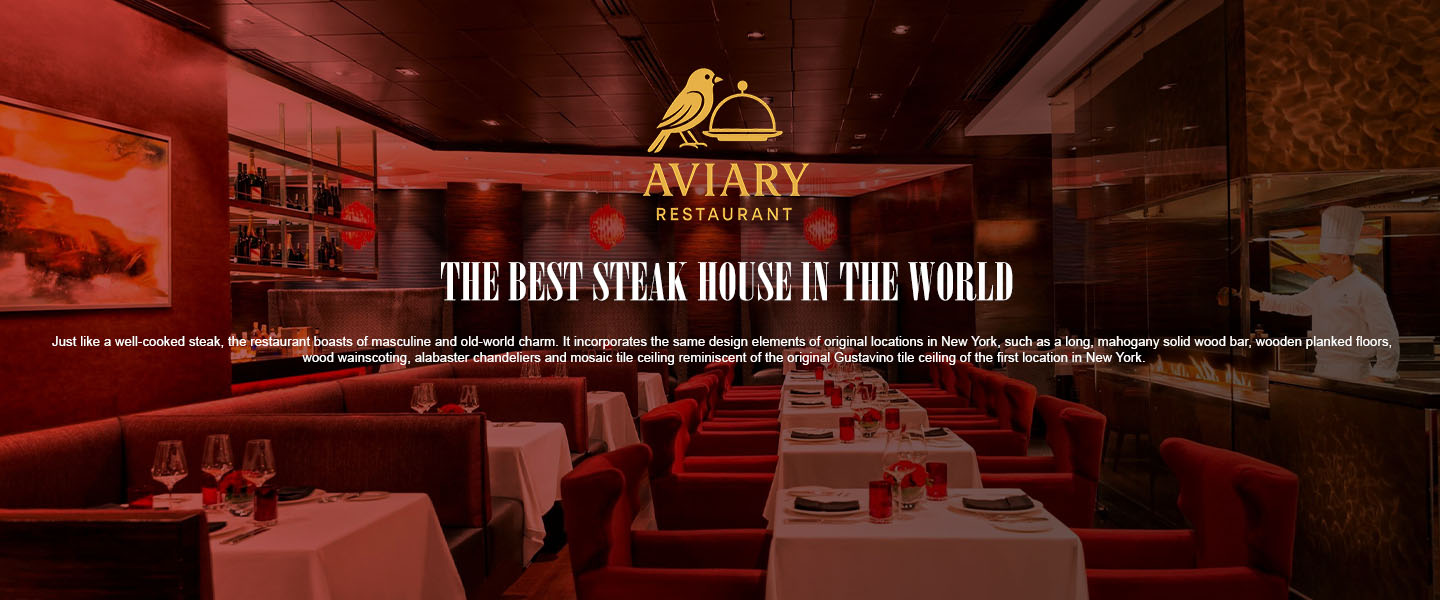 AVIARY
RESTAURANT
THE BEST STEAK HOUSE IN THE WORLD
Just like a well-cooked steak, the restaurant boasts of masculine and old-world charm. It incorporates the same design elements of original locations in New York, such as a long, mahogany solid wood bar, wooden planked floors,
wood wainscoting, alabaster chandeliers and mosaic tile ceiling reminiscent of the original Gustavino tile ceiling of the first location in New York.